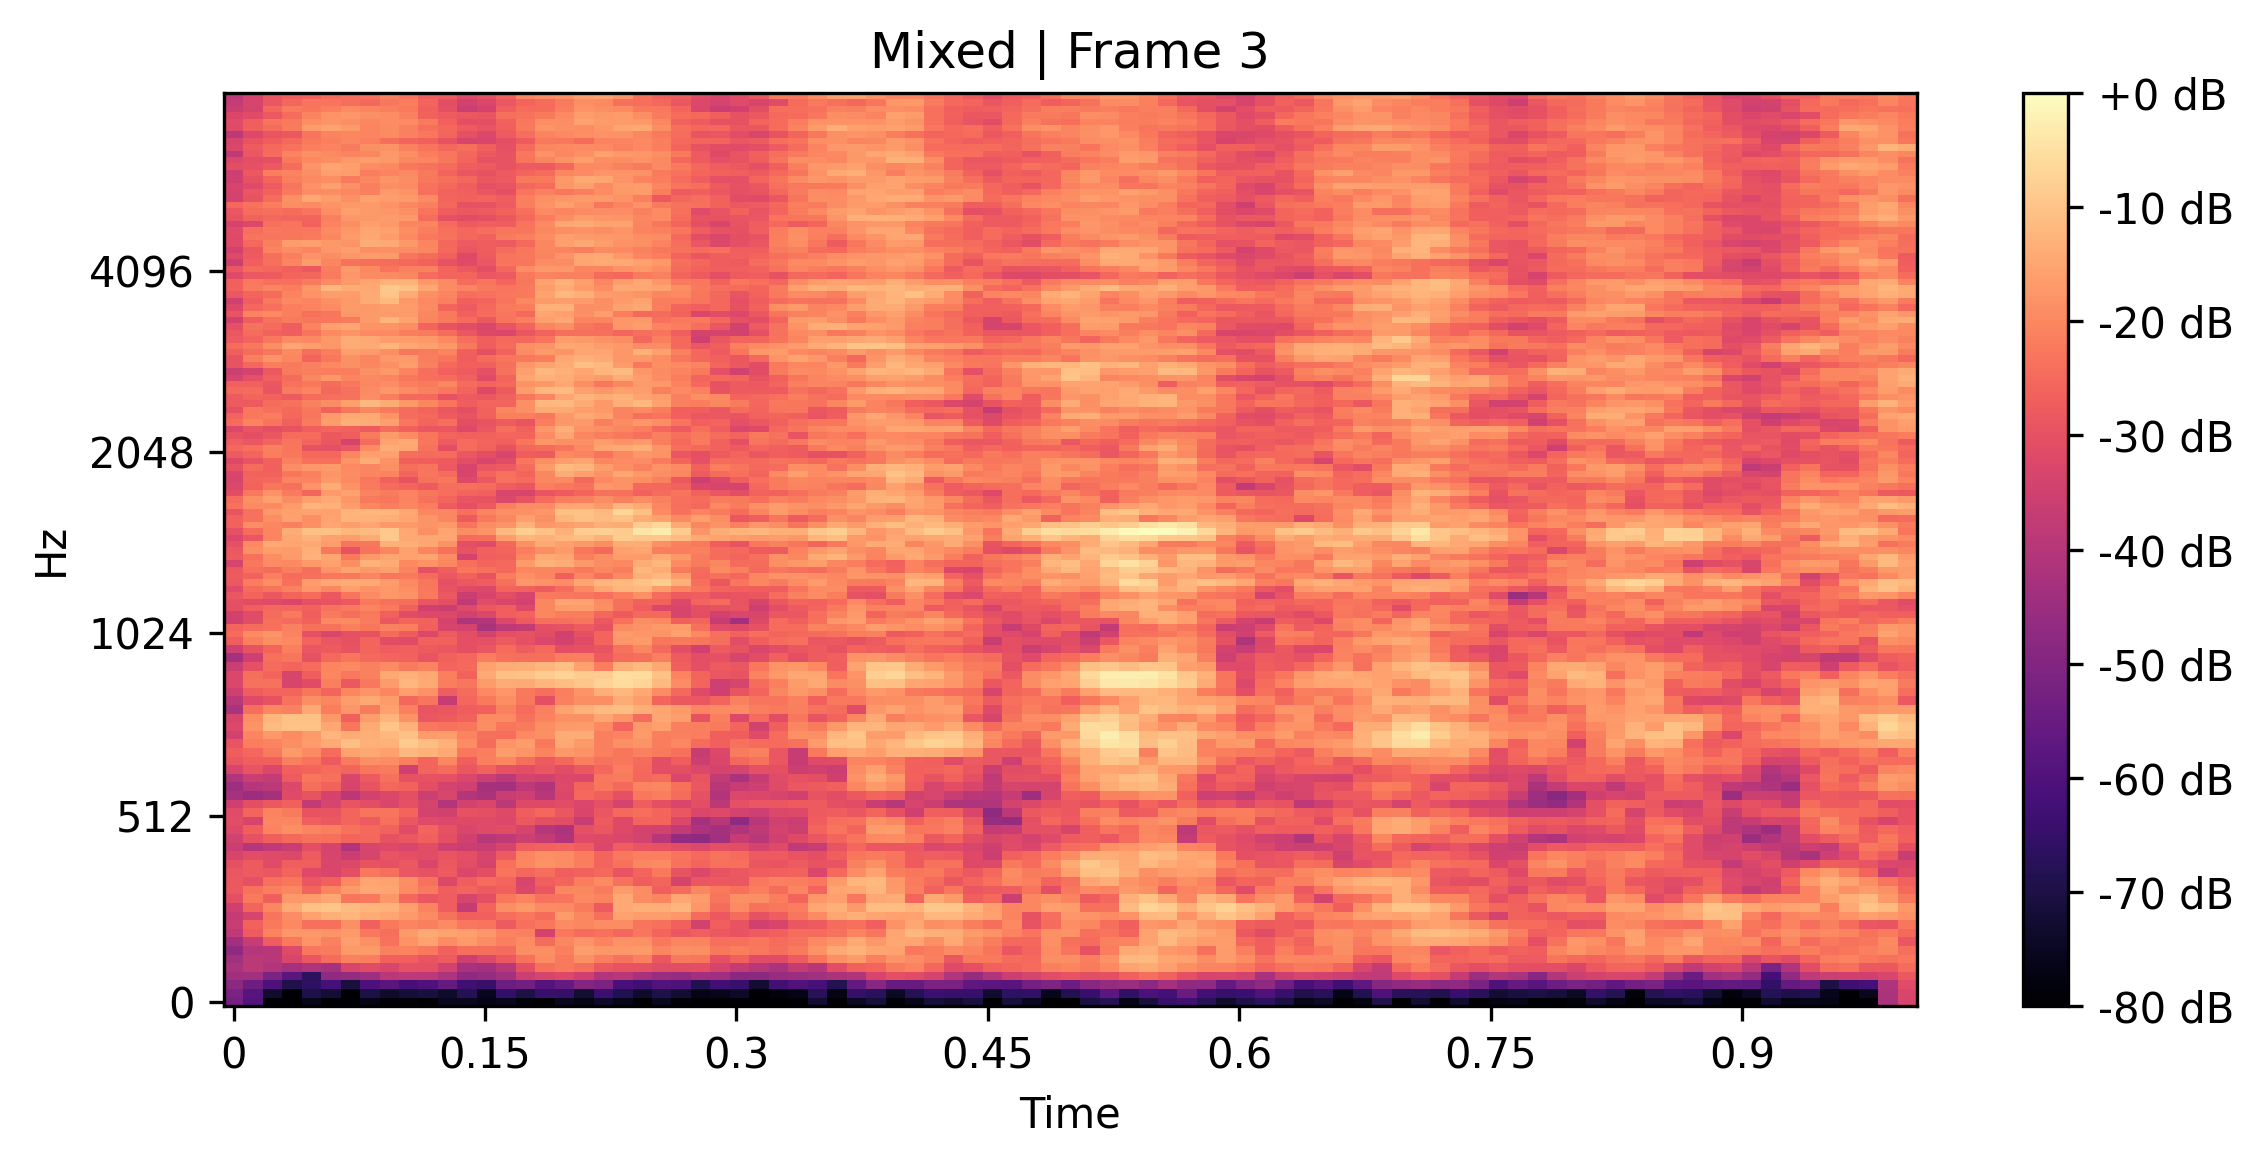 Mixed | Frame 3
+0 dB
-10 dB
-20 dB
-30 dB
-40 dB
-50 dB
-60 dB
-70 dB
-80 dB
Hz
4096
2048
1024
512
0
0 0.15 0.3 0.45 0.6 0.75 0.9
Time